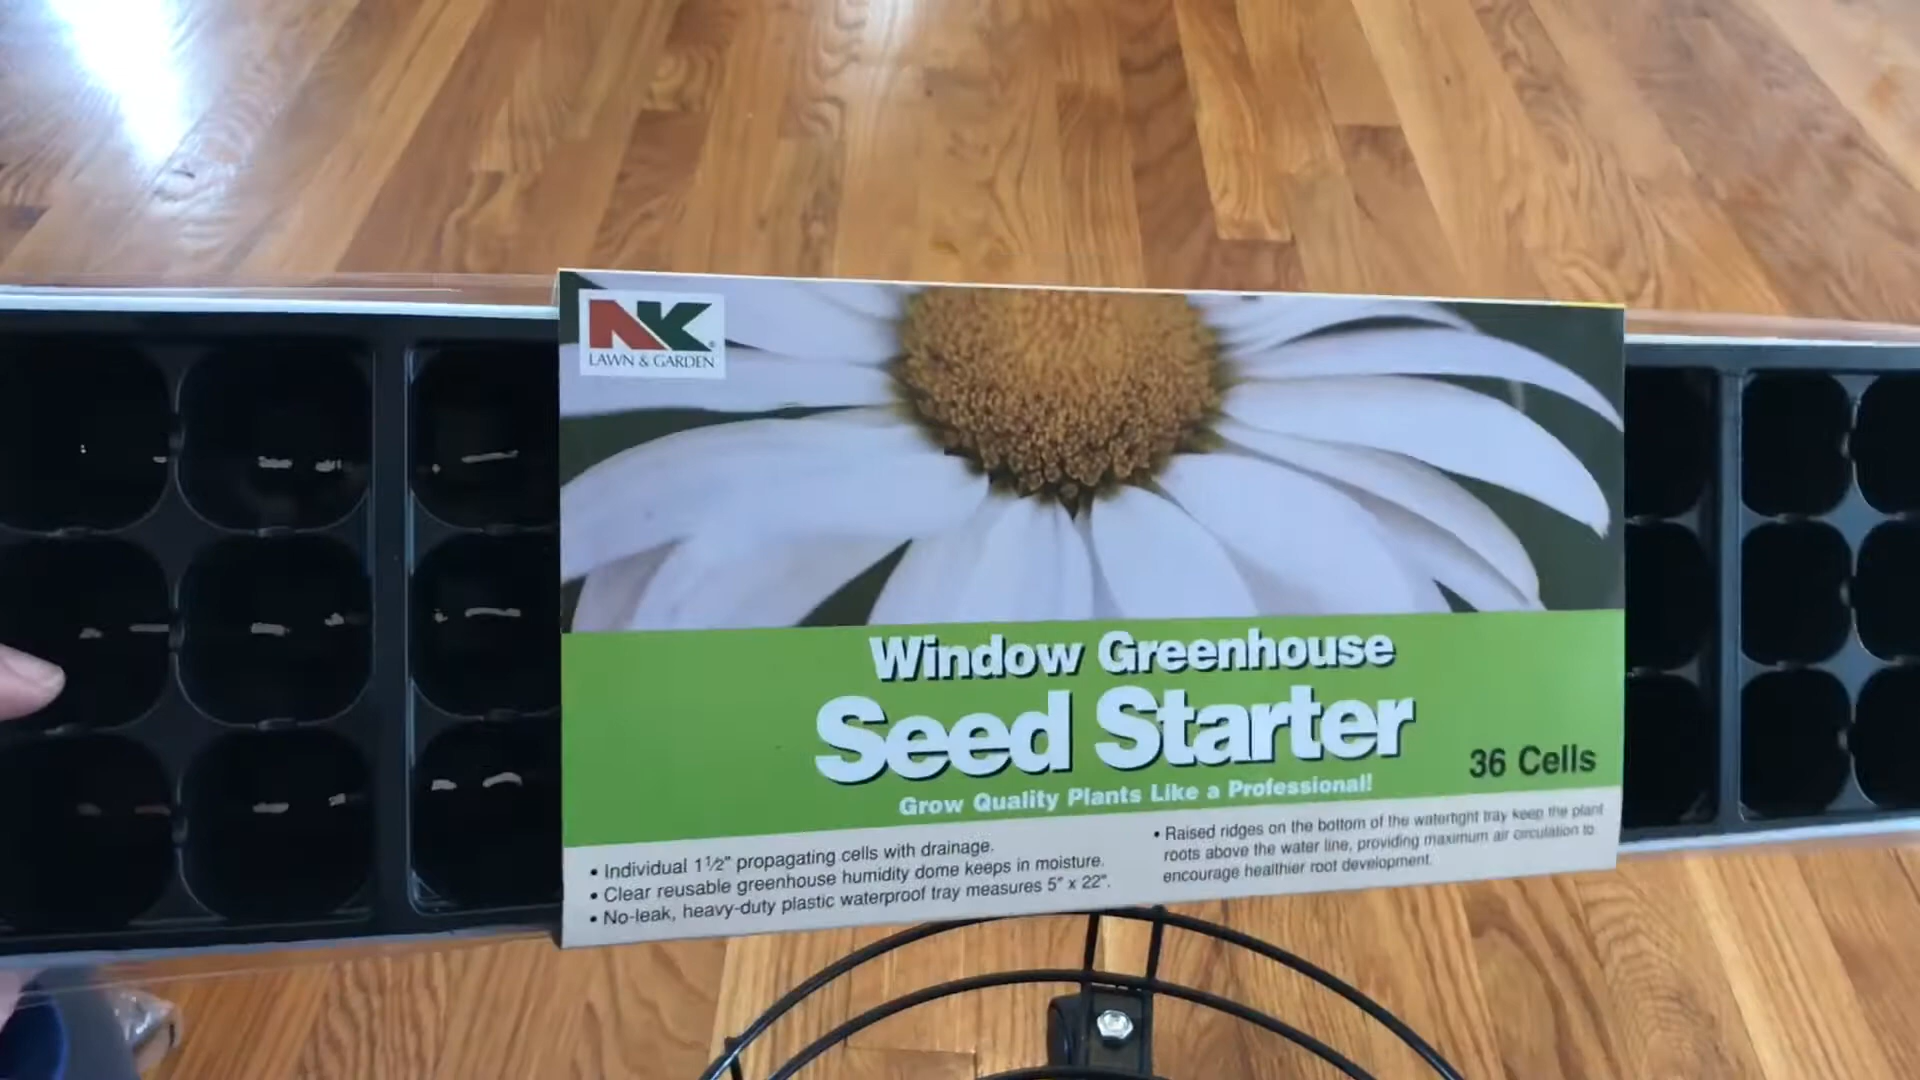 NK
LAWN & GARDEN
Window Greenhouse
Seed Starter
36 Cells
Grow Quality Plants Like a Professional!
• Individual 1½" propagating cells with drainage.
• Clear reusable greenhouse humidity dome keeps in moisture.
• No-leak, heavy-duty plastic waterproof tray measures 5" x 22".
• Raised ridges on the bottom of the watertight tray keep the plant
roots above the water line, providing maximum air circulation to
encourage healthier root development.